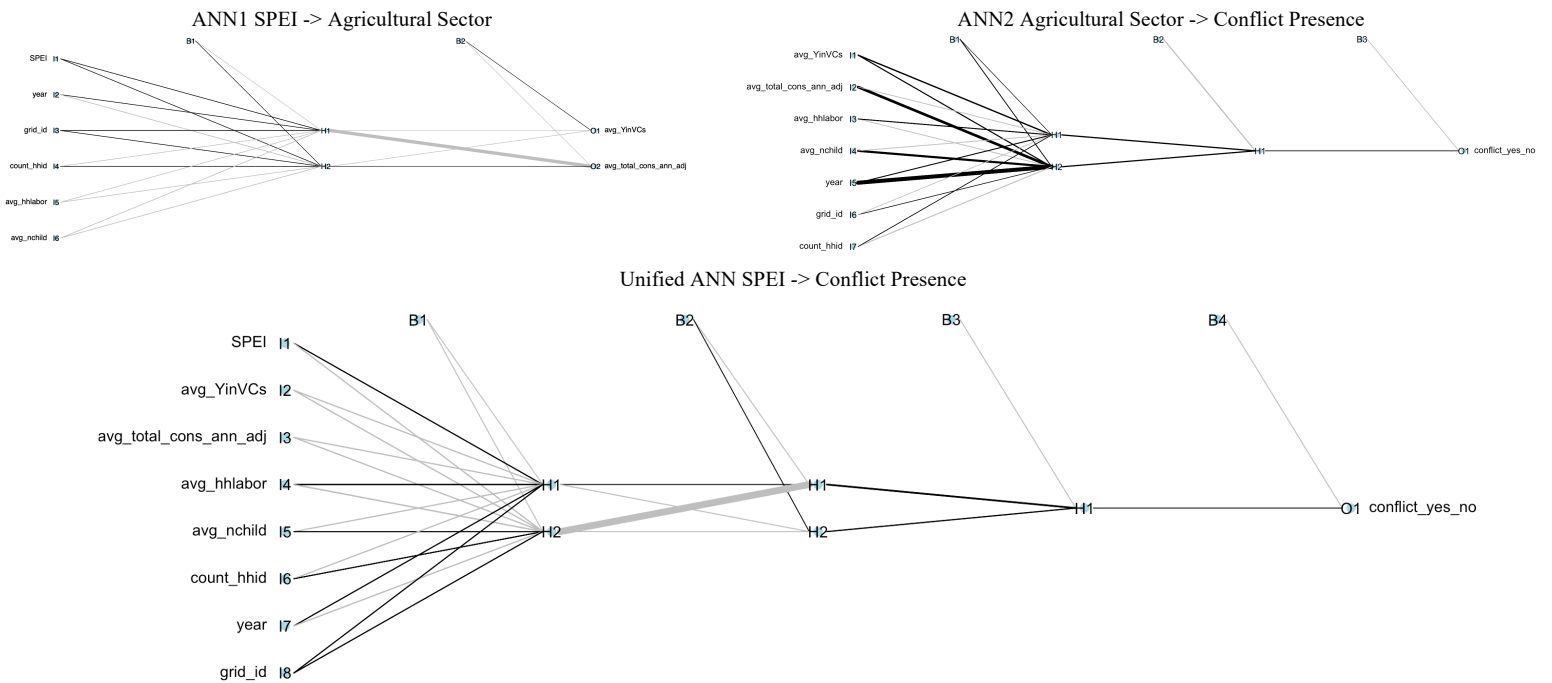 ANN1 SPEI -> Agricultural Sector
B1
B2
SPEI I1
year I2
grid_id I3
H1
O1 avg_YinVCs
count_hhid I4
H2
O2 avg_total_cons_ann_adj
avg_hhlabor I5
avg_nchild I6
ANN2 Agricultural Sector -> Conflict Presence
B1
B2
B3
avg_YinVCs I1
avg_total_cons_ann_adj I2
avg_hhlabor I3
H1
avg_nchild I4
H1
O1 conflict_yes_no
H2
year I5
grid_id I6
count_hhid I7
Unified ANN SPEI -> Conflict Presence
B1
B2
B3
B4
SPEI I1
avg_YinVCs I2
avg_total_cons_ann_adj I3
avg_hhlabor I4
H1
H1
H1
O1 conflict_yes_no
avg_nchild I5
H2
H2
count_hhid I6
year I7
grid_id I8